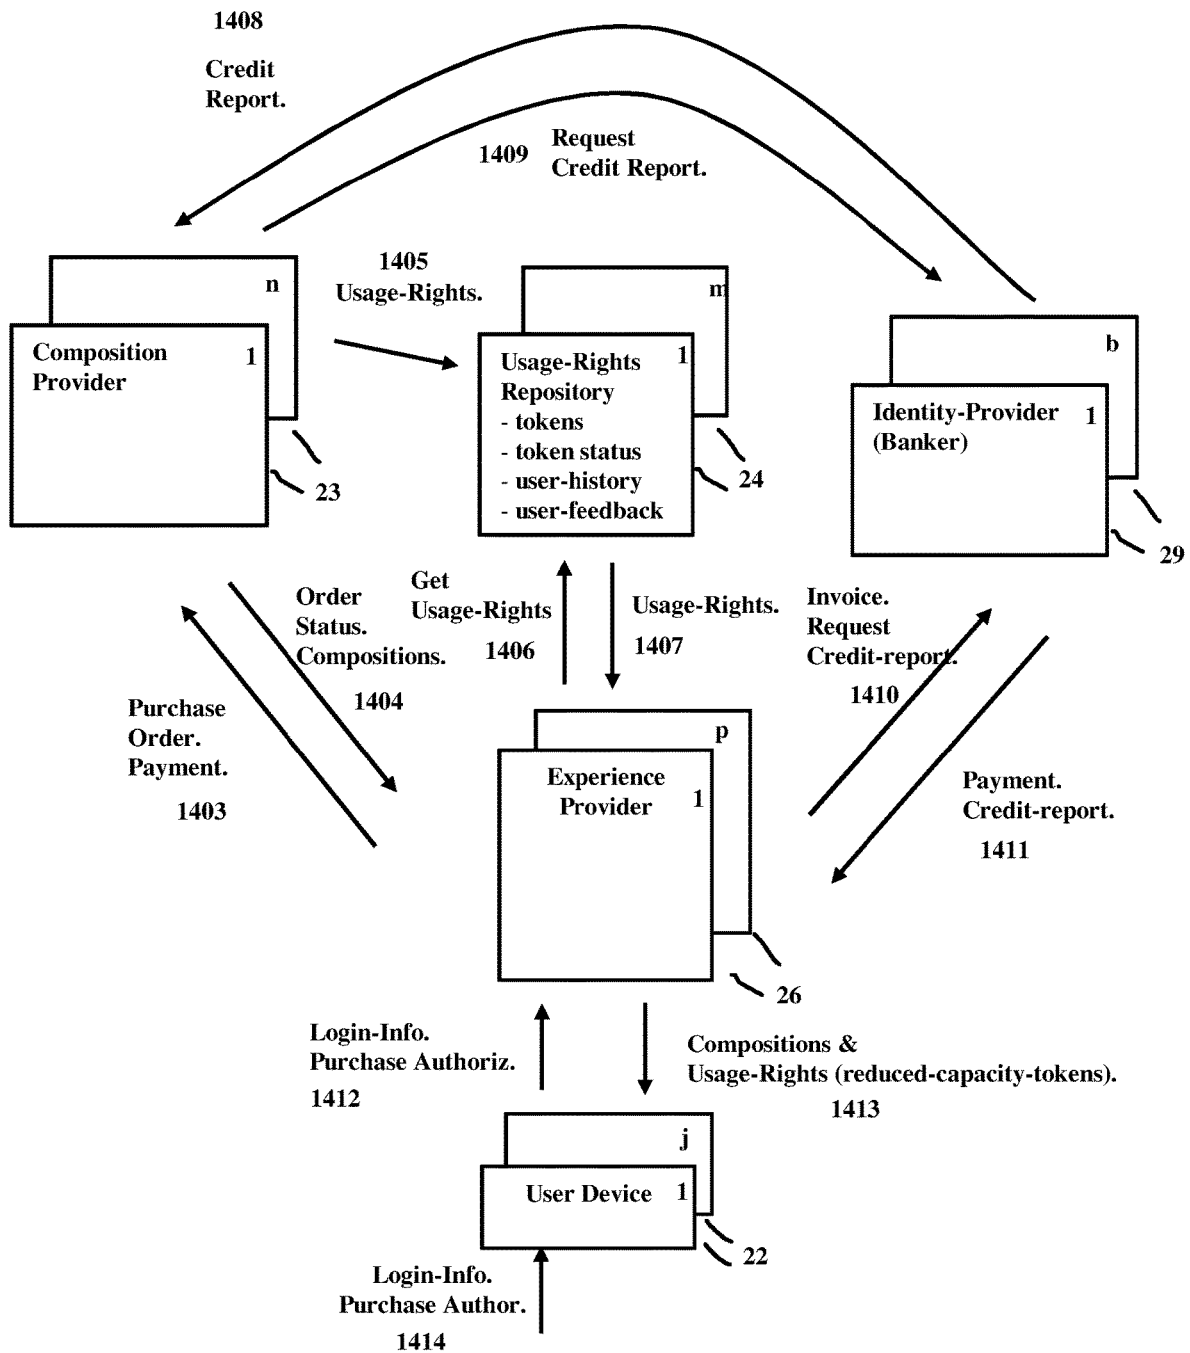 1408
Credit
Report.
1409
Request
Credit Report.
1405
Usage-Rights.
n
Composition
Provider
1
23
m
Usage-Rights
Repository
- tokens
- token status
- user-history
- user-feedback
1
24
b
Identity-Provider
(Banker)
1
29
Purchase
Order.
Payment.
1403
Order
Status.
Compositions.
1404
Get
Usage-Rights
1406
Usage-Rights.
1407
Invoice.
Request
Credit-report.
1410
Payment.
Credit-report.
1411
p
Experience
Provider
1
26
Login-Info.
Purchase Authoriz.
1412
Compositions &
Usage-Rights (reduced-capacity-tokens).
1413
j
User Device
1
22
Login-Info.
Purchase Author.
1414